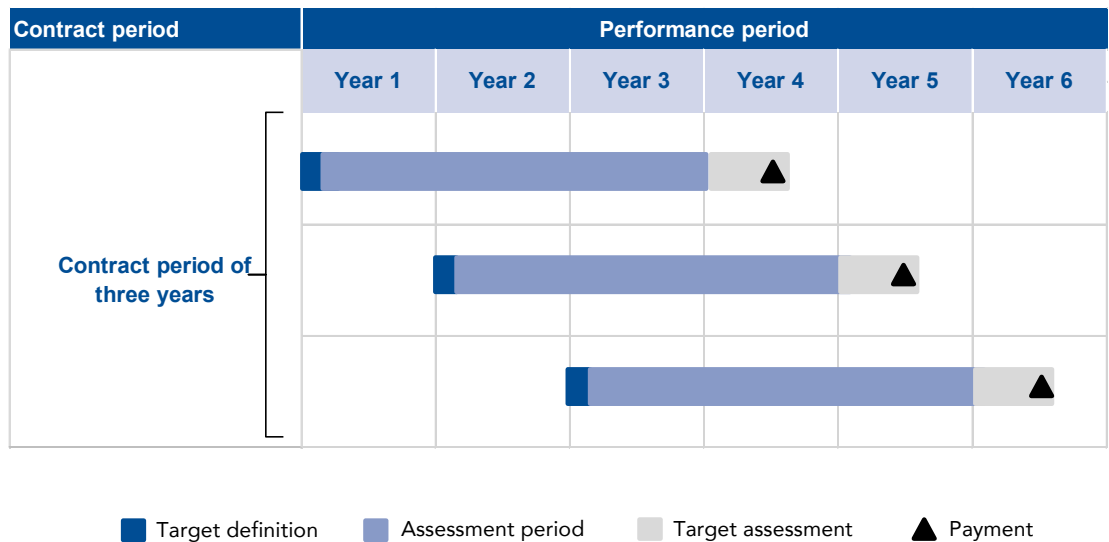 Contract period
Performance period
Year 1
Year 2
Year 3
Year 4
Year 5
Year 6
Contract period of
three years
Target definition
Assessment period
Target assessment
Payment